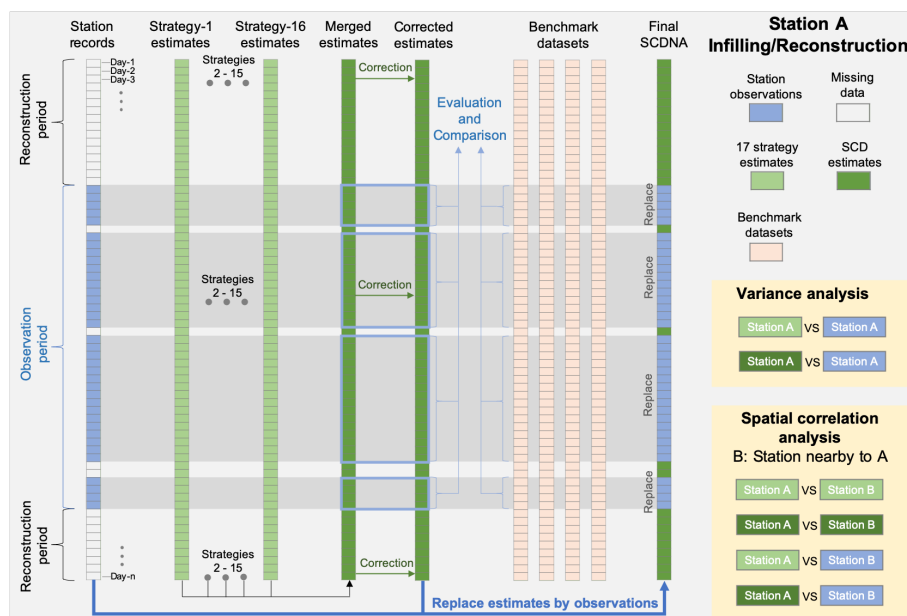 Station records
Strategy-1 estimates
Strategy-16 estimates
Merged estimates
Corrected estimates
Benchmark datasets
Final SCDNA
Day-1
Day-2
Day-3
Strategies
2 - 15
Correction
Reconstruction period
Evaluation and Comparison
Replace
Observation period
Strategies
2 - 15
Correction
Replace
Replace
Replace
Reconstruction period
Day-n
Strategies
2 - 15
Correction
Replace estimates by observations
Station A
Infilling/Reconstruction
Station observations
Missing data
17 strategy estimates
SCD estimates
Benchmark datasets
Variance analysis
Station A VS Station A
Station A VS Station A
Spatial correlation
analysis
B: Station nearby to A
Station A VS Station B
Station A VS Station B
Station A VS Station B
Station A VS Station B